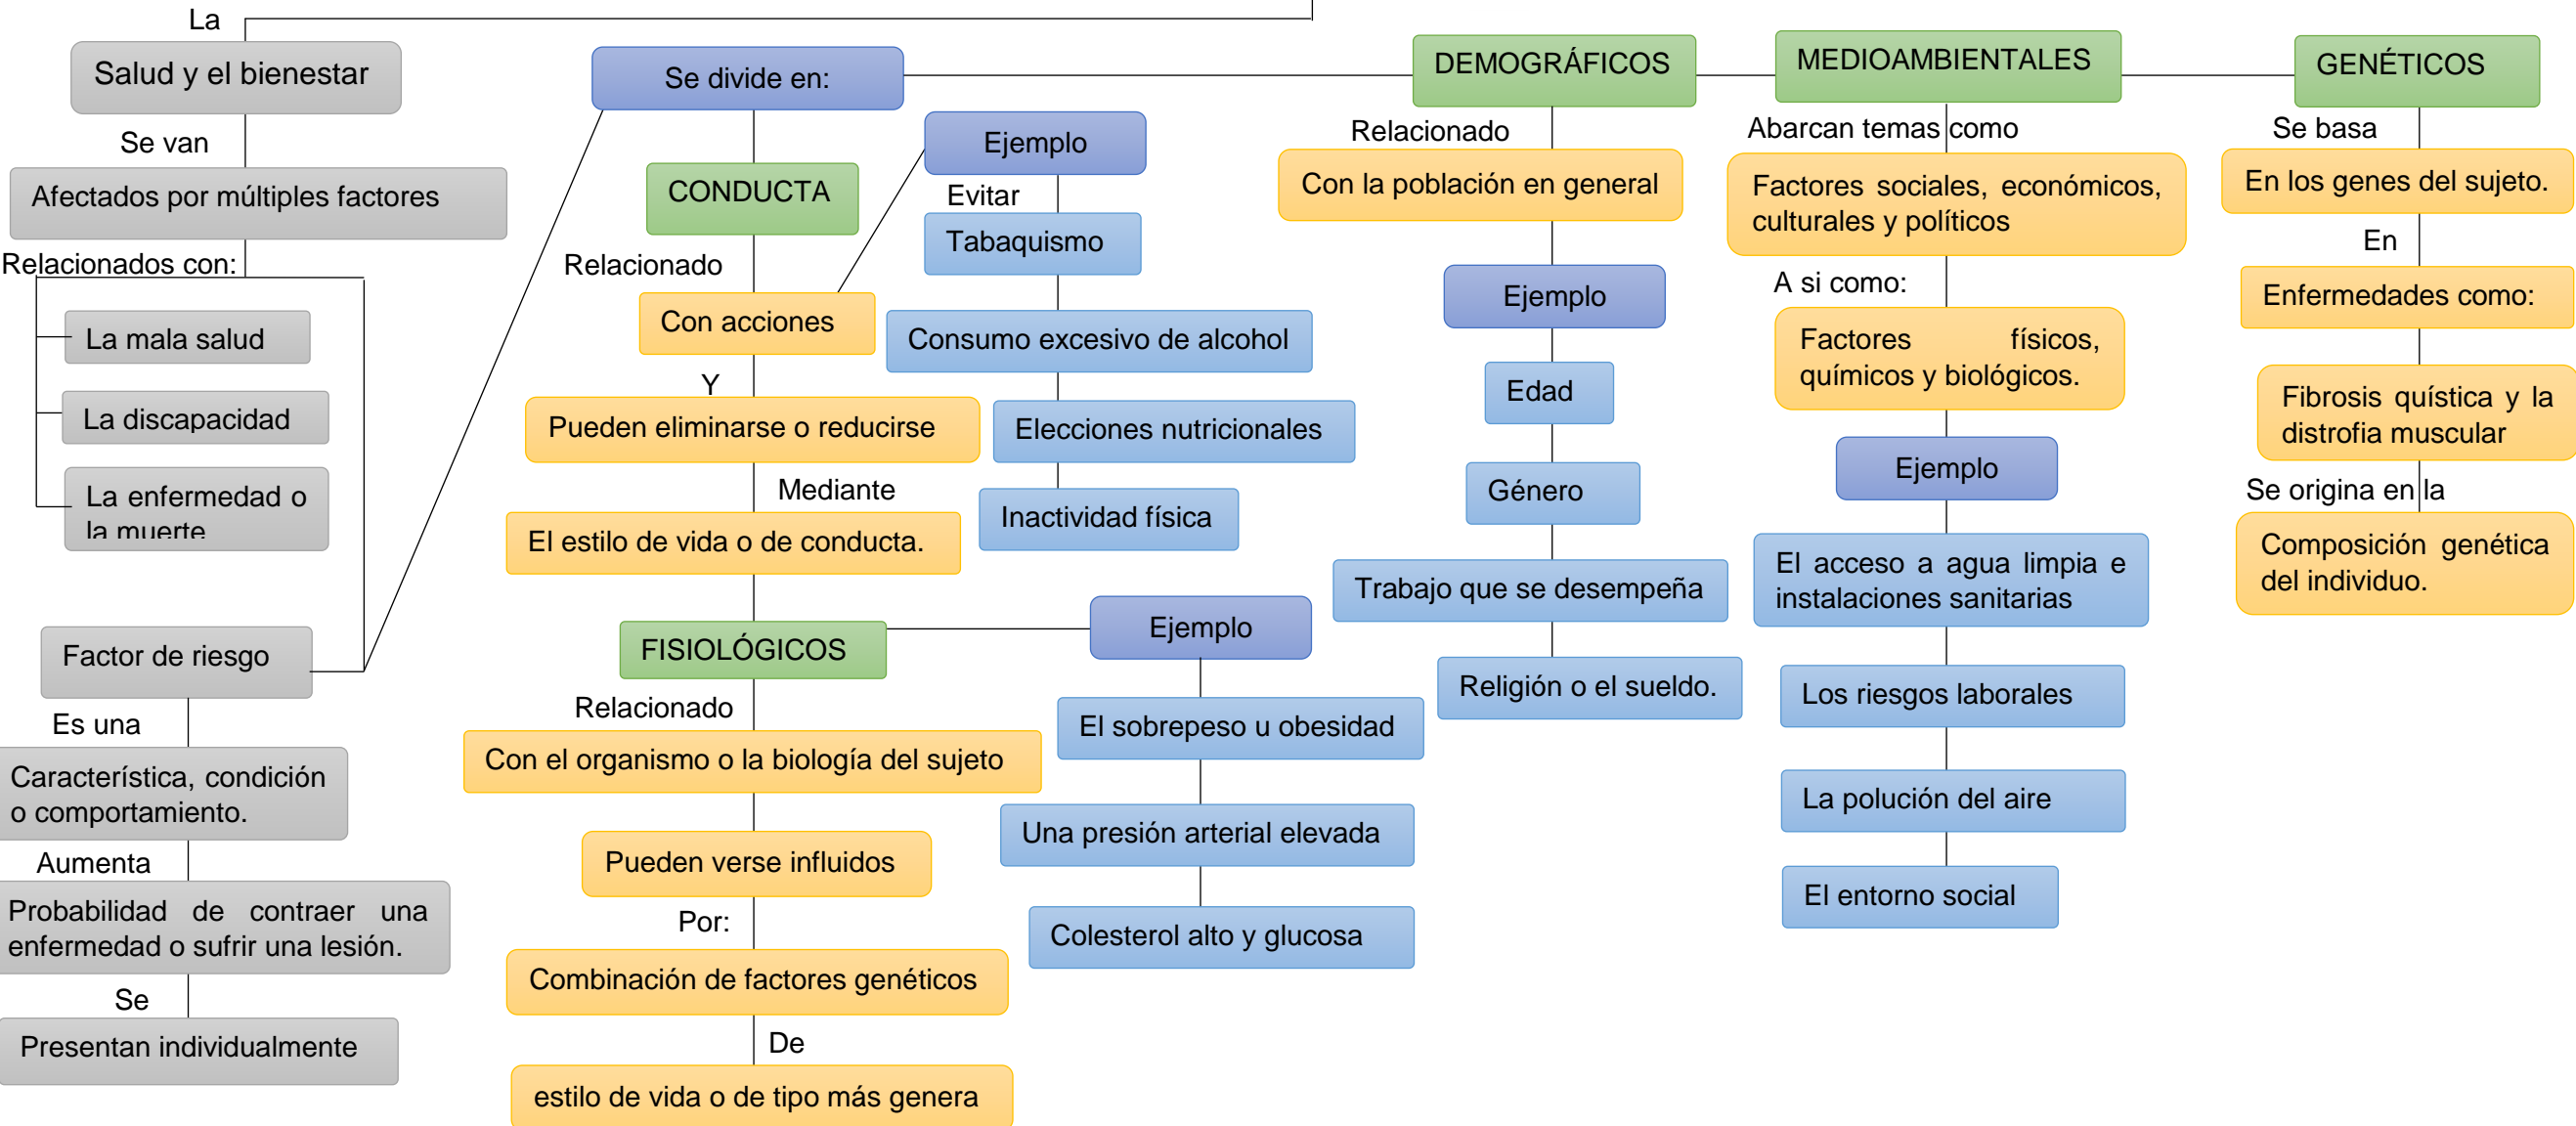 La
Salud y el bienestar
Se van
Afectados por múltiples factores
Relacionados con:
La mala salud
La discapacidad
La enfermedad o
la muerte
Factor de riesgo
Es una
Característica, condición
o comportamiento.
Aumenta
Probabilidad de contraer una
enfermedad o sufrir una lesión.
Se
Presentan individualmente
Se divide en:
CONDUCTA
Relacionado
Con acciones
Y
Pueden eliminarse o reducirse
Mediante
El estilo de vida o de conducta.
Ejemplo
Evitar
Tabaquismo
Consumo excesivo de alcohol
Elecciones nutricionales
Inactividad física
FISIOLÓGICOS
Relacionado
Con el organismo o la biología del sujeto
Pueden verse influidos
Por:
Combinación de factores genéticos
De
estilo de vida o de tipo más genera
Ejemplo
El sobrepeso u obesidad
Una presión arterial elevada
Colesterol alto y glucosa
DEMOGRÁFICOS
Relacionado
Con la población en general
Ejemplo
Edad
Género
Trabajo que se desempeña
Religión o el sueldo.
MEDIOAMBIENTALES
Abarcan temas como
Factores sociales, económicos,
culturales y políticos
A si como:
Factores físicos,
químicos y biológicos.
Ejemplo
El acceso a agua limpia e
instalaciones sanitarias
Los riesgos laborales
La polución del aire
El entorno social
GENÉTICOS
Se basa
En los genes del sujeto.
En
Enfermedades como:
Fibrosis quística y la
distrofia muscular
Se origina en la
Composición genética
del individuo.